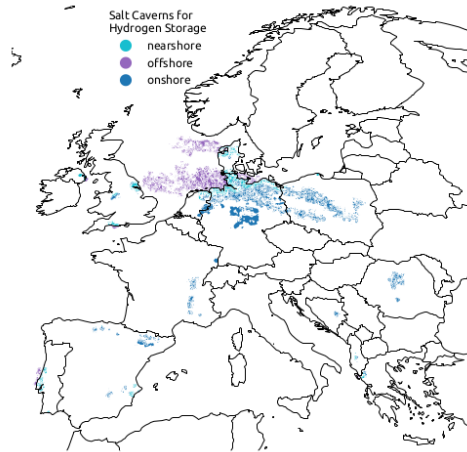 Salt Caverns for
Hydrogen Storage
nearshore
offshore
onshore